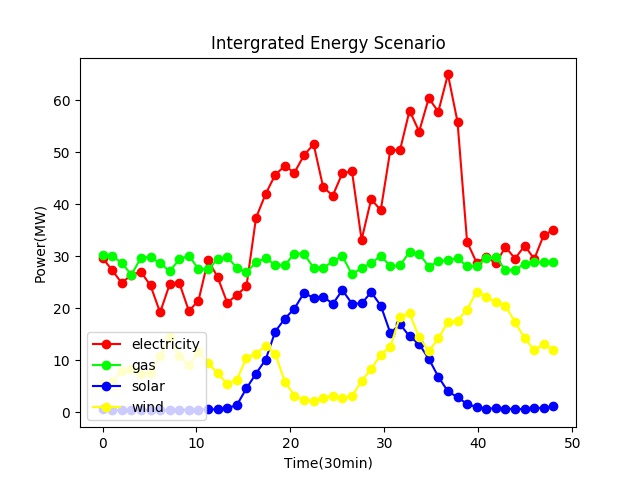 Intergrated Energy Scenario
Power(MW)
60
50
40
30
20
10
0
electricity
gas
solar
wind
0 10 20 30 40 50
Time(30min)